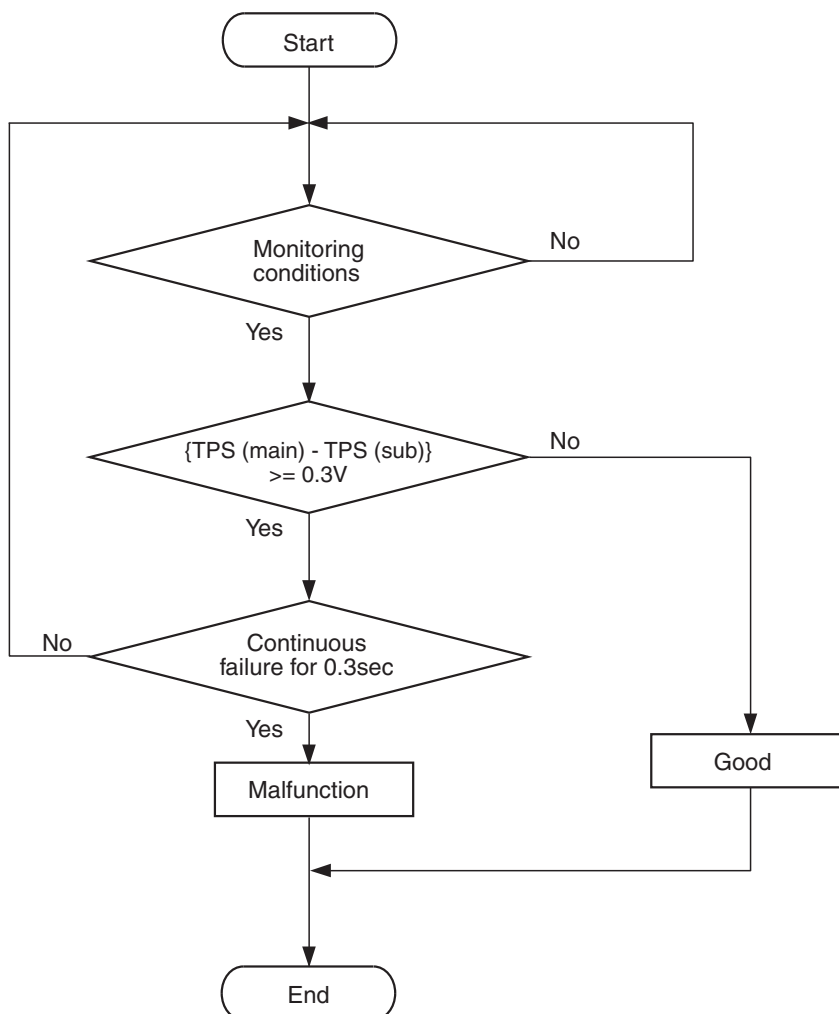 Start
Monitoring
conditions
No
Yes
{TPS (main) - TPS (sub)}
>= 0.3V
No
Yes
Continuous
failure for 0.3sec
No
Yes
Malfunction
Good
End